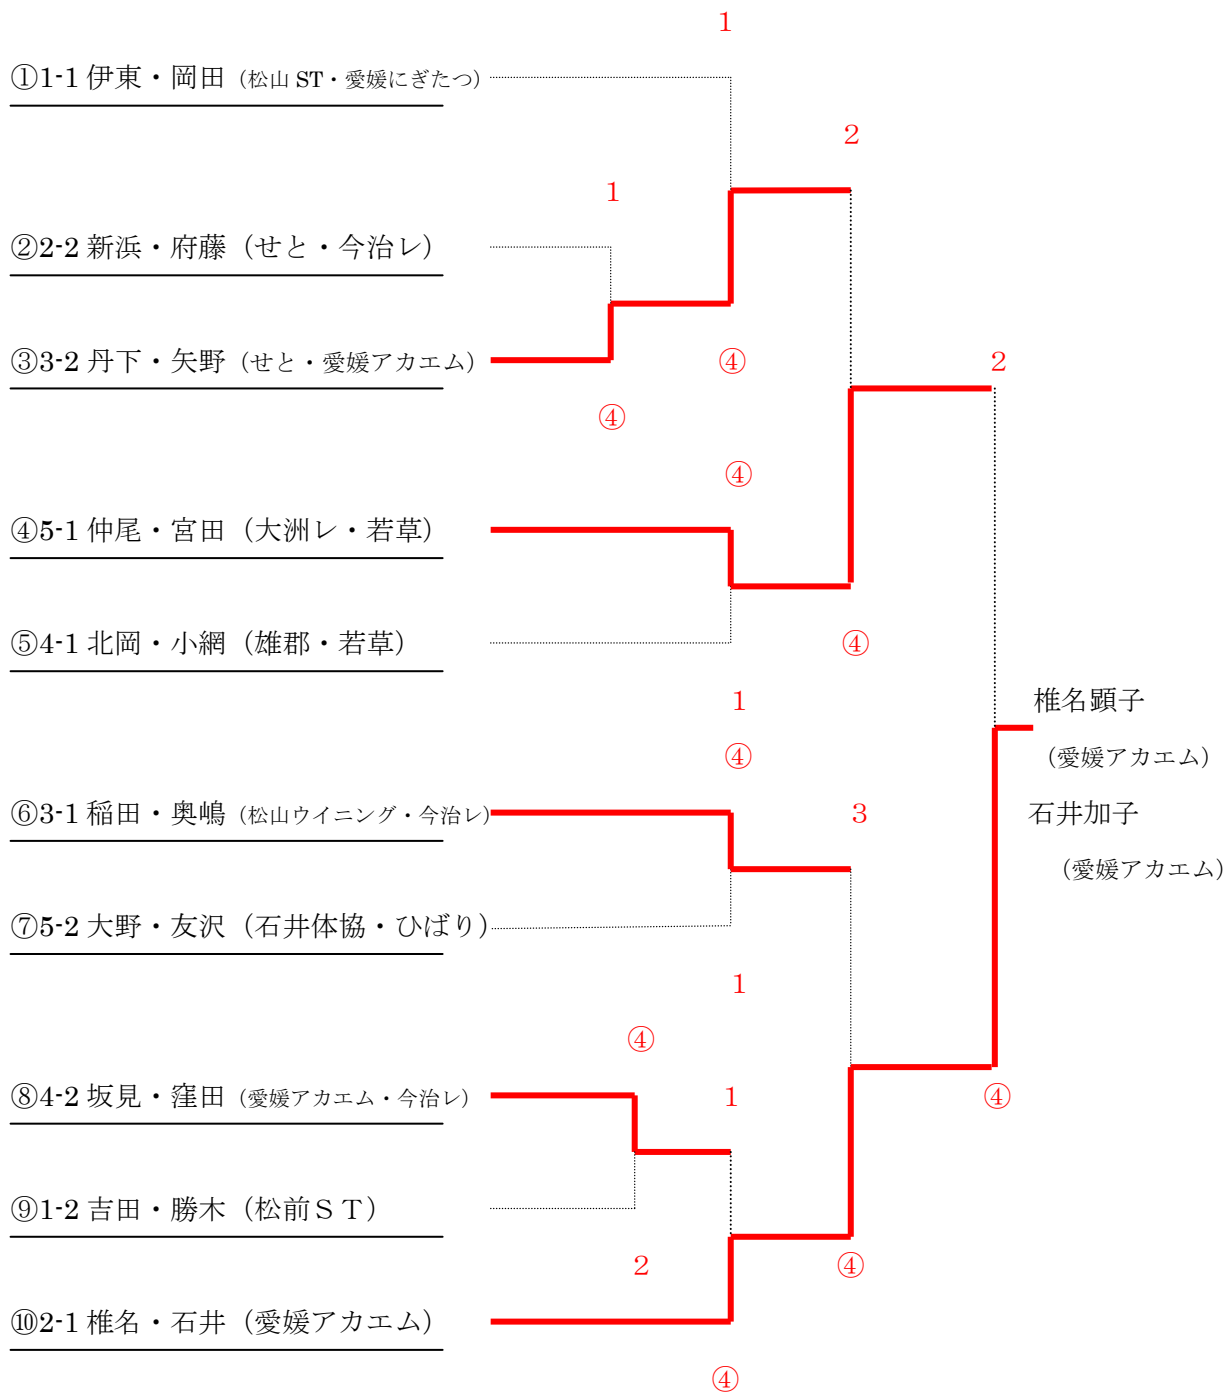 1
①1-1 伊東・岡田（松山 ST・愛媛にぎたつ）
2
1
②2-2 新浜・府藤（せと・今治レ）
③3-2 丹下・矢野（せと・愛媛アカエム）
④
2
④
④
④5-1 仲尾・宮田（大洲レ・若草）
⑤4-1 北岡・小網（雄郡・若草）
④
1
椎名顕子
④
（愛媛アカエム）
⑥3-1 稲田・奥嶋（松山ウイニング・今治レ）
3
石井加子
（愛媛アカエム）
⑦5-2 大野・友沢（石井体協・ひばり）
1
④
⑧4-2 坂見・窪田（愛媛アカエム・今治レ）
1
④
⑨1-2 吉田・勝木（松前ＳＴ）
2
④
⑩2-1 椎名・石井（愛媛アカエム）
④